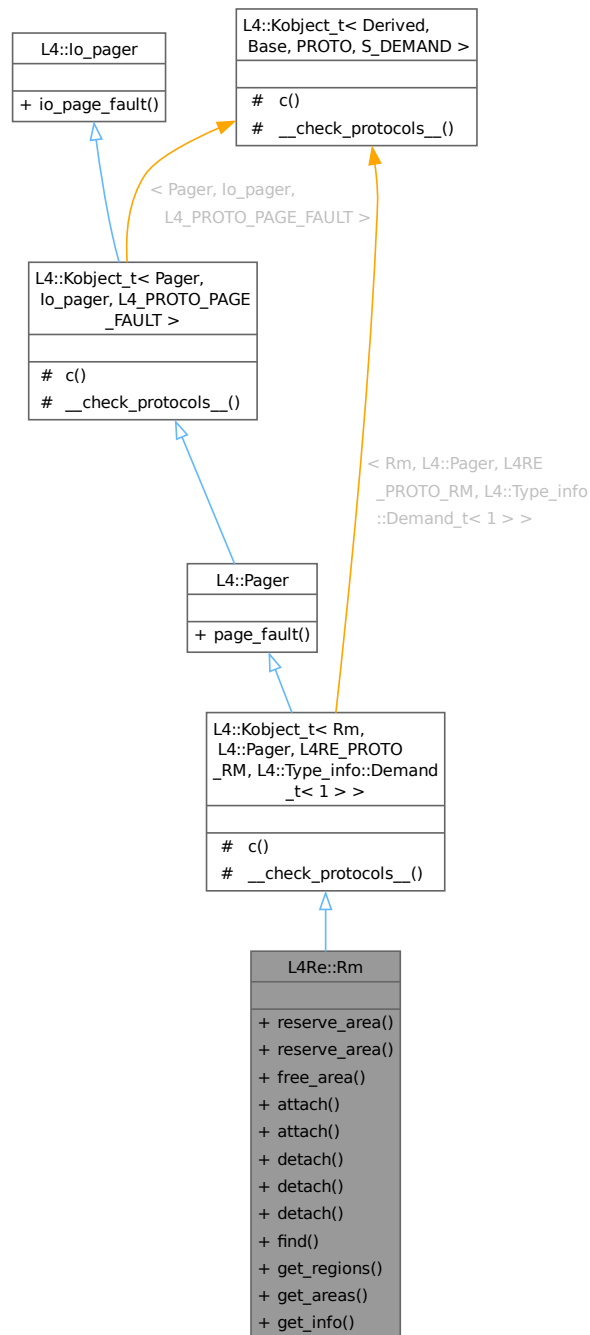 L4::Io_pager
+ io_page_fault()
L4::Kobject_t< Derived,
Base, PROTO, S_DEMAND >
# c()
# __check_protocols__()
< Pager, Io_pager,
L4_PROTO_PAGE_FAULT >
L4::Kobject_t< Pager,
Io_pager, L4_PROTO_PAGE
_FAULT >
# c()
# __check_protocols__()
< Rm, L4::Pager, L4RE
_PROTO_RM, L4::Type_info
::Demand_t< 1 > >
L4::Pager
+ page_fault()
L4::Kobject_t< Rm,
L4::Pager, L4RE_PROTO
_RM, L4::Type_info::Demand
_t< 1 > >
# c()
# __check_protocols__()
L4Re::Rm
+ reserve_area()
+ reserve_area()
+ free_area()
+ attach()
+ attach()
+ detach()
+ detach()
+ detach()
+ find()
+ get_regions()
+ get_areas()
+ get_info()